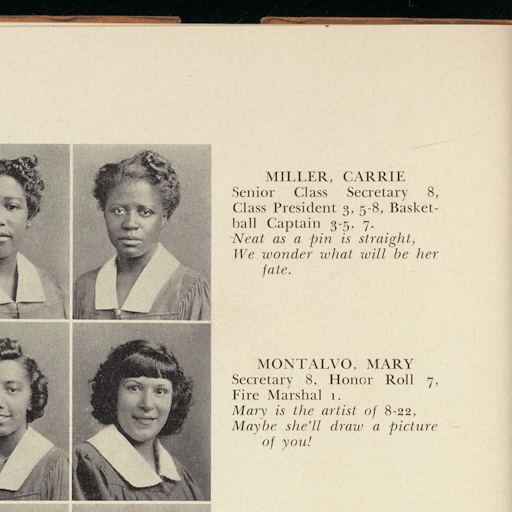 MILLER, CARRIE
Senior Class Secretary 8,
Class President 3, 5-8, Basket-
ball Captain 3-5, 7.
Neat as a pin is straight,
We wonder what will be her
fate.
MONTALVO, MARY
Secretary 8, Honor Roll 7,
Fire Marshal 1.
Mary is the artist of 8-22,
Maybe she'll draw a picture
of you!